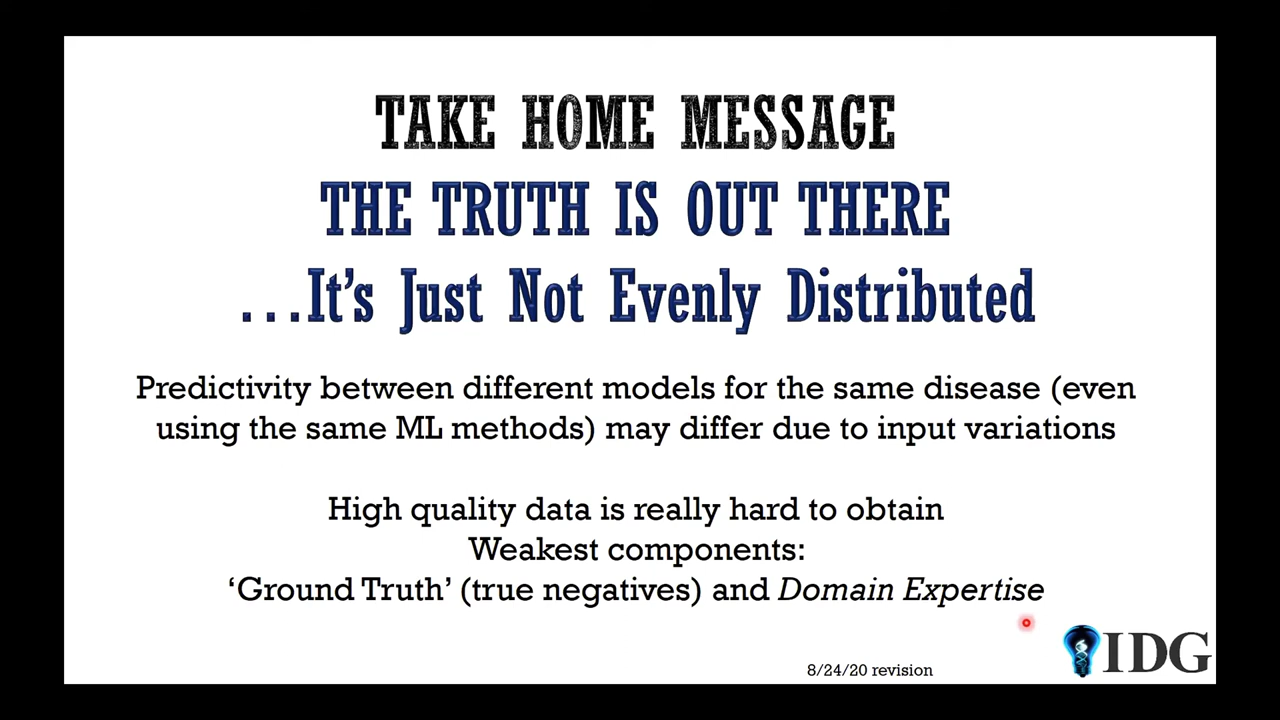 TAKE HOME MESSAGE
THE TRUTH IS OUT THERE
...It's Just Not Evenly Distributed
Predictivity between different models for the same disease (even
using the same ML methods) may differ due to input variations
High quality data is really hard to obtain
Weakest components:
‘Ground Truth’ (true negatives) and Domain Expertise
IDG
8/24/20 revision